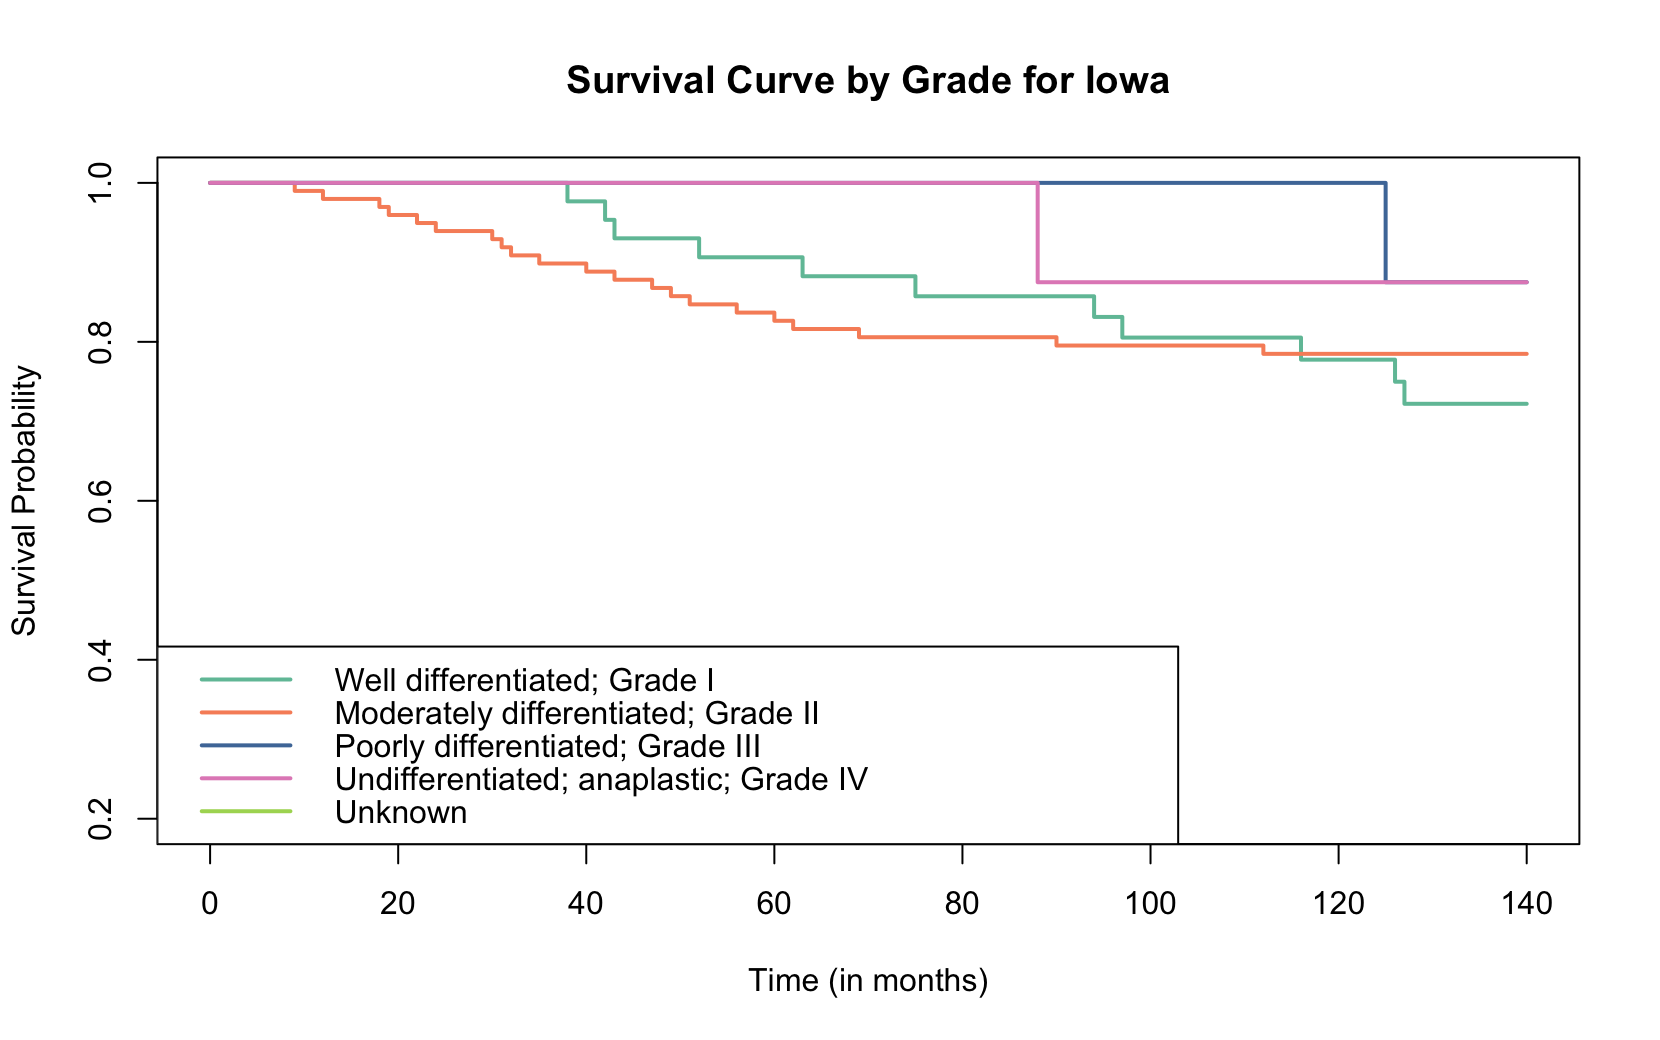 Survival Curve by Grade for Iowa
Survival Probability
1.0
0.8
0.6
0.4
0.2
Well differentiated; Grade I
Moderately differentiated; Grade II
Poorly differentiated; Grade III
Undifferentiated; anaplastic; Grade IV
Unknown
0 20 40 60 80 100 120 140
Time (in months)